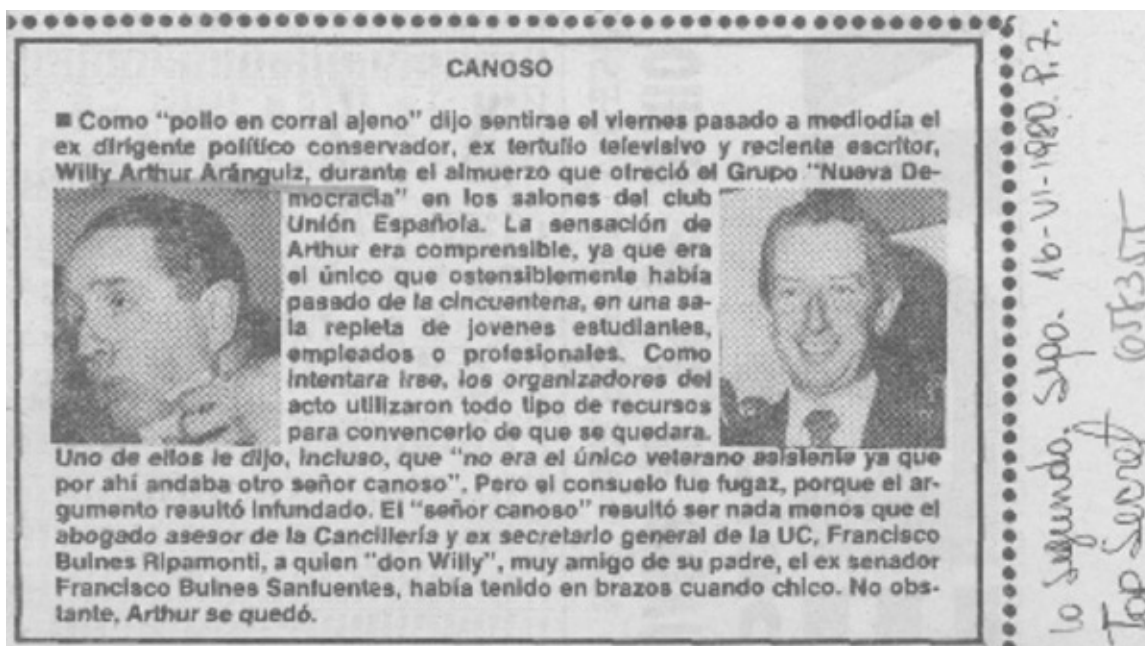 CANOSO
■ Como "pollo en corral ajeno" dijo sentirse el viernes pasado a mediodía el
ex dirigente político conservador, ex tertulio televisivo y reciente escritor,
Willy Arthur Aránguiz, durante el almuerzo que ofreció el Grupo "Nueva De-
mocracia" en los salones del club
Unión Española. La sensación de
Arthur era comprensible, ya que era
el único que ostensiblemente había
pasado de la cincuentena, en una sa-
la repleta de jovenes estudiantes,
empleados o profesionales. Como
intentara irse, los organizadores del
acto utilizaron todo tipo de recursos
para convencerlo de que se quedara.
Uno de ellos le dijo, incluso, que "no era el único veterano asistente ya que
por ahí andaba otro señor canoso". Pero el consuelo fue fugaz, porque el ar-
gumento resultó infundado. El "señor canoso" resultó ser nada menos que el
abogado asesor de la Cancillería y ex secretario general de la UC, Francisco
Bulnes Ripamonti, a quien "don Willy", muy amigo de su padre, el ex senador
Francisco Bulnes Sanfuentes, había tenido en brazos cuando chico. No obs-
tante, Arthur se quedó.
La Segunda, Stgo. 16-VI-1980. P.7.
Top Secret